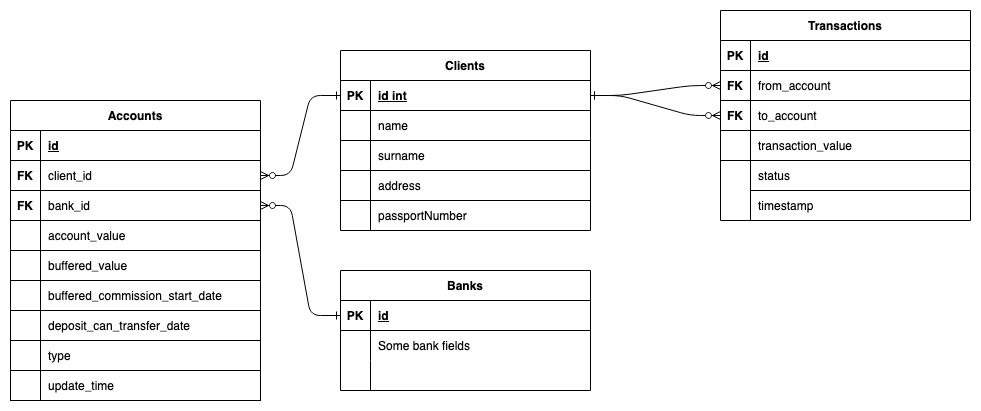 Accounts
PK id
FK client_id
FK bank_id
account_value
buffered_value
buffered_commission_start_date
deposit_can_transfer_date
type
update_time
Clients
PK id int
name
surname
address
passportNumber
Banks
PK id
Some bank fields
Transactions
PK id
FK from_account
FK to_account
transaction_value
status
timestamp